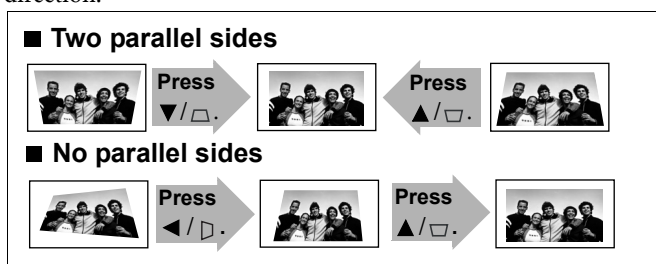 direction.
■ Two parallel sides
Press
▼/⏢.
Press
▲/▽.
■ No parallel sides
Press
◀/▯.
Press
▲/▽.